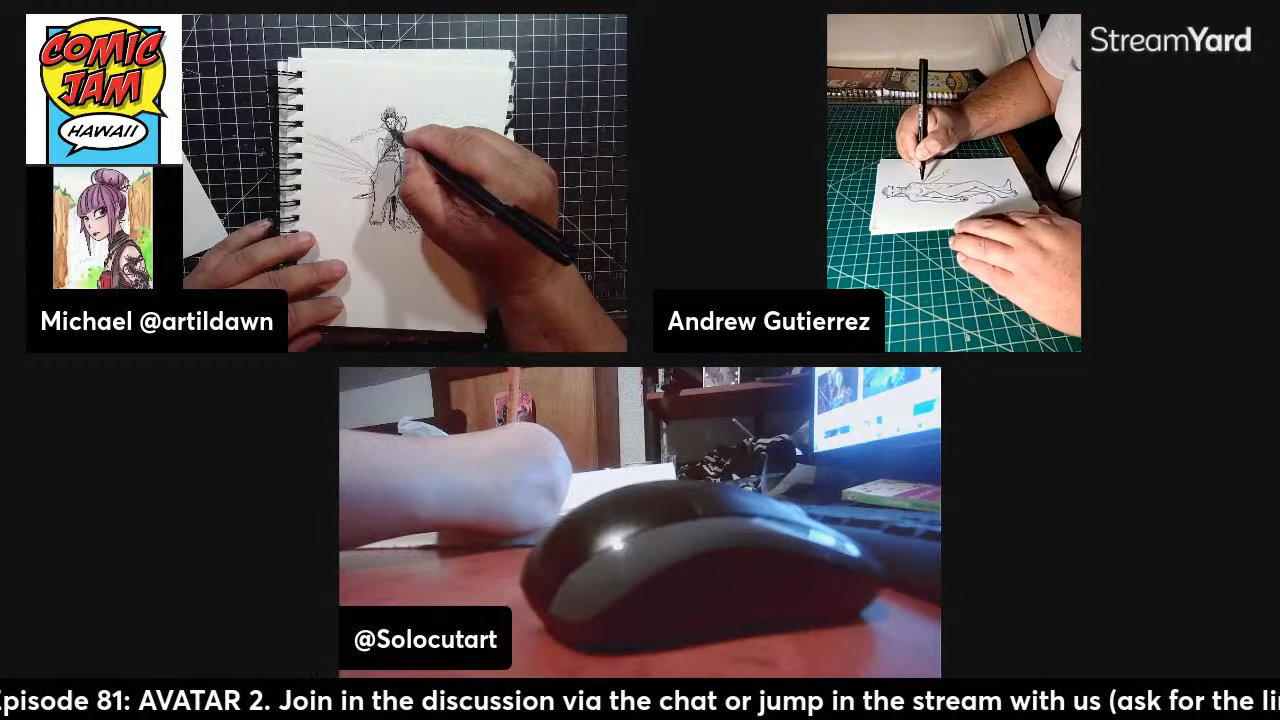 COMIC
JAM
HAWAII
StreamYard
Michael @artildawn
Andrew Gutierrez
@Solocutart
Episode 81: AVATAR 2. Join in the discussion via the chat or jump in the stream with us (ask for the li